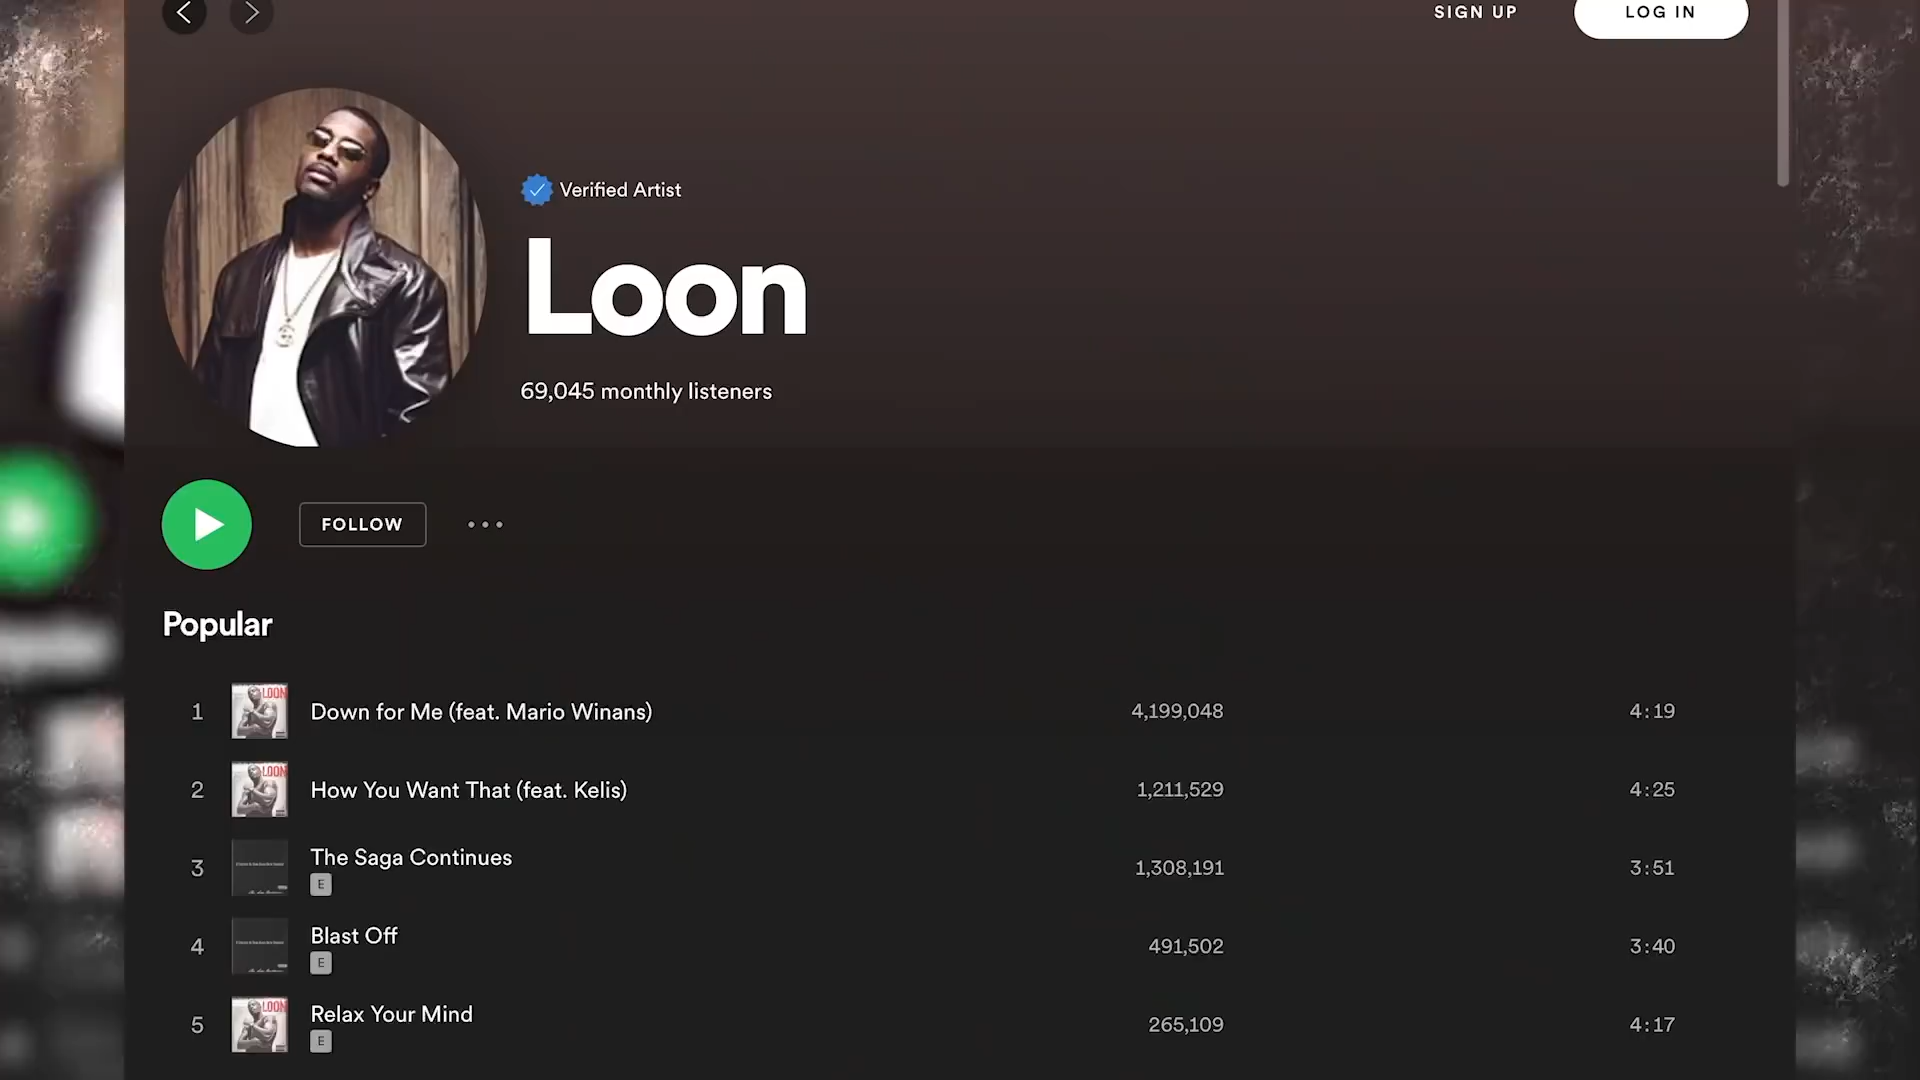 SIGN UP
LOG IN
Verified Artist
Loon
69,045 monthly listeners
FOLLOW
Popular
1 LOON Down for Me (feat. Mario Winans) 4,199,048 4:19
2 LOON How You Want That (feat. Kelis) 1,211,529 4:25
3 The Saga Continues 1,308,191 3:51
E
4 Blast Off 491,502 3:40
E
5 LOON Relax Your Mind 265,109 4:17
E